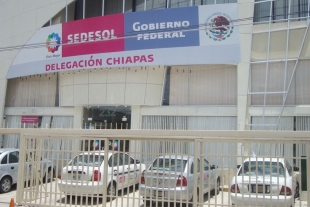 SEDESOL
GOBIERNO
FEDERAL
DELEGACIÓN CHIAPAS